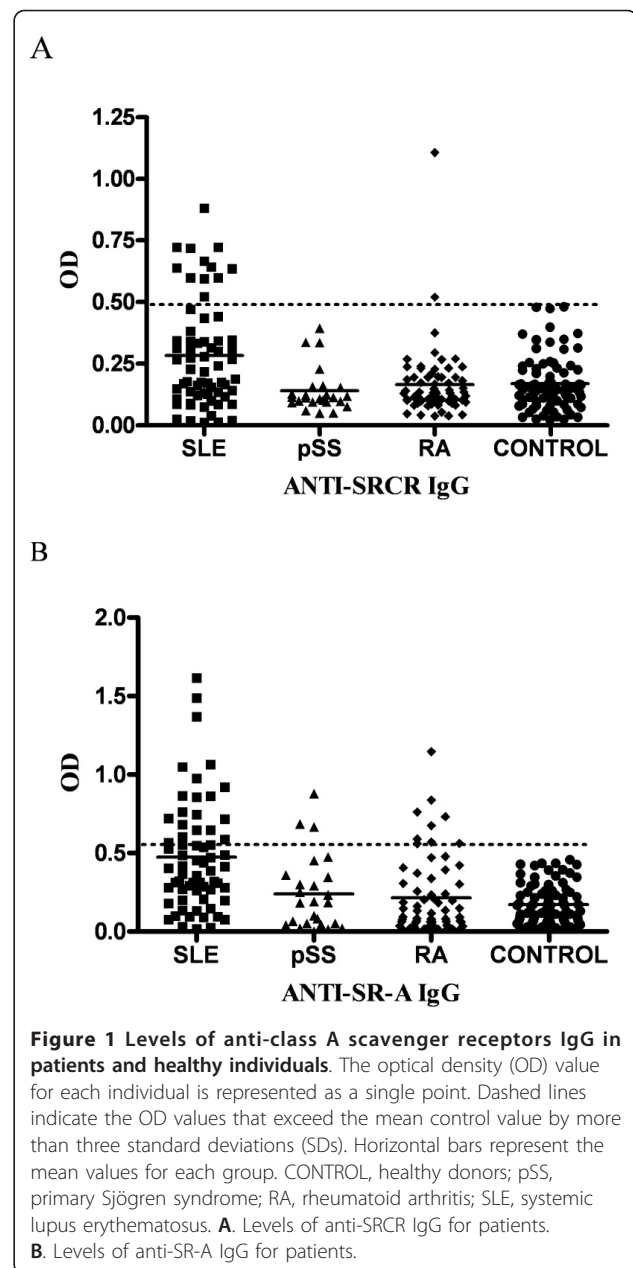 A
1.25
1.00
0.75
0.50
0.25
0.00
OD
SLE pSS RA CONTROL
ANTI-SRCR IgG
B
2.0
1.5
1.0
0.5
0.0
OD
SLE pSS RA CONTROL
ANTI-SR-A IgG
Figure 1 Levels of anti-class A scavenger receptors IgG in
patients and healthy individuals. The optical density (OD) value
for each individual is represented as a single point. Dashed lines
indicate the OD values that exceed the mean control value by more
than three standard deviations (SDs). Horizontal bars represent the
mean values for each group. CONTROL, healthy donors; pSS,
primary Sjögren syndrome; RA, rheumatoid arthritis; SLE, systemic
lupus erythematosus. A. Levels of anti-SRCR IgG for patients.
B. Levels of anti-SR-A IgG for patients.